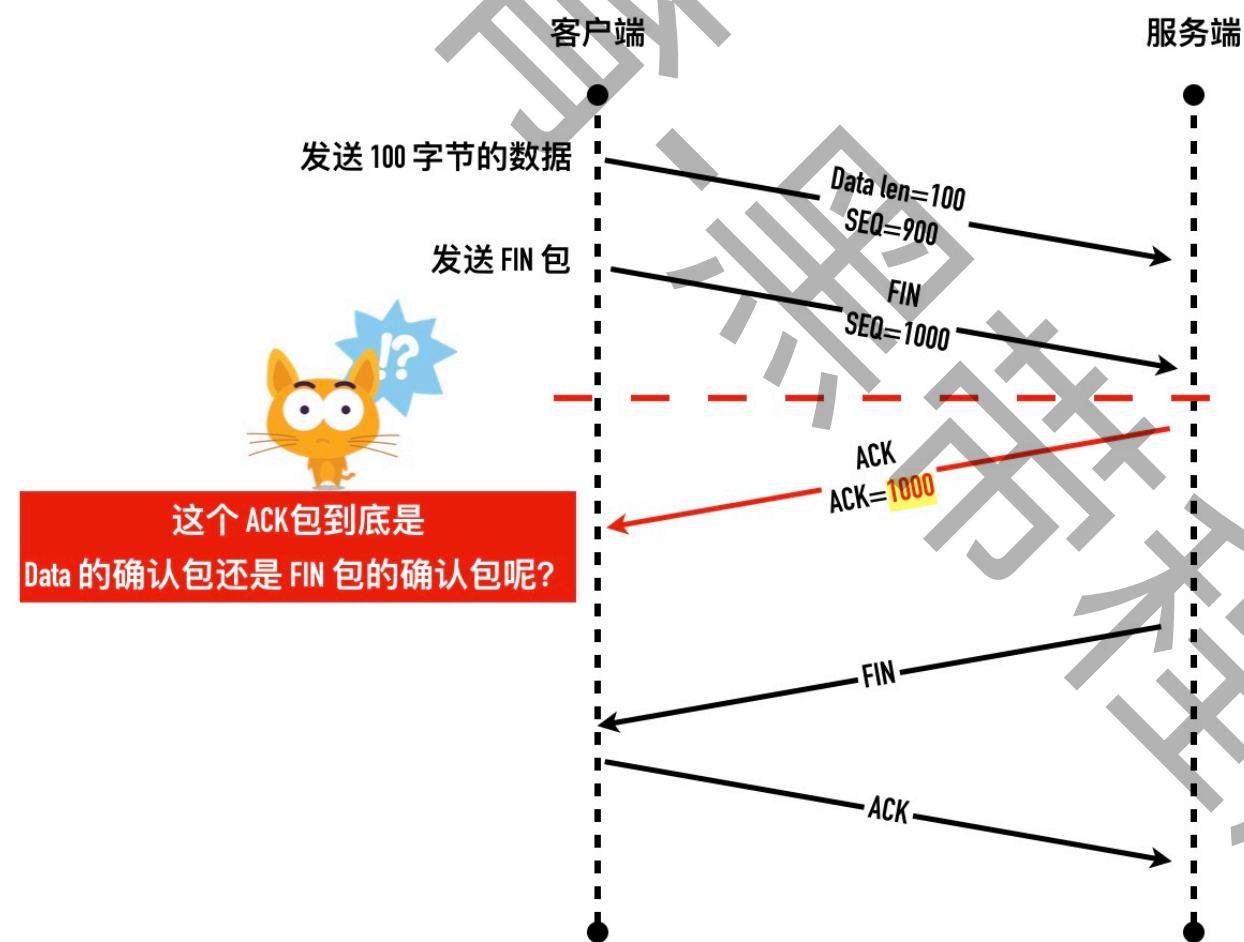 客户端
服务端
发送 100 字节的数据
Data len=100
SEQ=900
发送 FIN 包
FIN
SEQ=1000
!?
ACK
ACK=1000
这个 ACK包到底是
Data 的确认包还是 FIN 包的确认包呢？
FIN
ACK